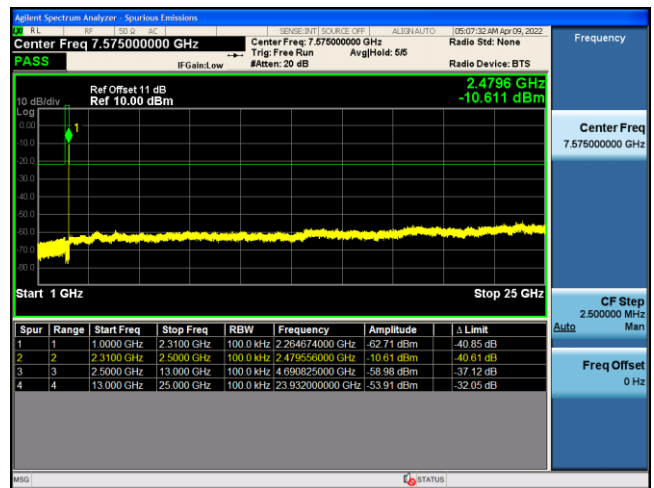 Agilent Spectrum Analyzer - Spurious Emissions
RL RF 50 Ω AC SENSE:INT SOURCE OFF ALIGN AUTO 05:07:32 AM Apr 09, 2022
Center Freq 7.575000000 GHz Center Freq: 7.575000000 GHz Radio Std: None
Trig: Free Run Avg|Hold: 5/5
PASS IFGain:Low #Atten: 20 dB Radio Device: BTS
Ref Offset 11 dB 2.4796 GHz
10 dB/div Ref 10.00 dBm -10.611 dBm
Log
0.00
1
-10.0
-20.0
-30.0
-40.0
-50.0
-60.0
-70.0
-80.0
Start 1 GHz Stop 25 GHz
Spur Range Start Freq Stop Freq RBW Frequency Amplitude Δ Limit
1 1 1.0000 GHz 2.3100 GHz 100.0 kHz 2.264674000 GHz -62.71 dBm -40.85 dB
2 2 2.3100 GHz 2.5000 GHz 100.0 kHz 2.479556000 GHz -10.61 dBm -40.61 dB
3 3 2.5000 GHz 13.000 GHz 100.0 kHz 4.690825000 GHz -58.98 dBm -37.12 dB
4 4 13.000 GHz 25.000 GHz 100.0 kHz 23.932000000 GHz -53.91 dBm -32.05 dB
MSG STATUS
Frequency
Center Freq
7.575000000 GHz
CF Step
2.500000 MHz
Auto Man
Freq Offset
0 Hz